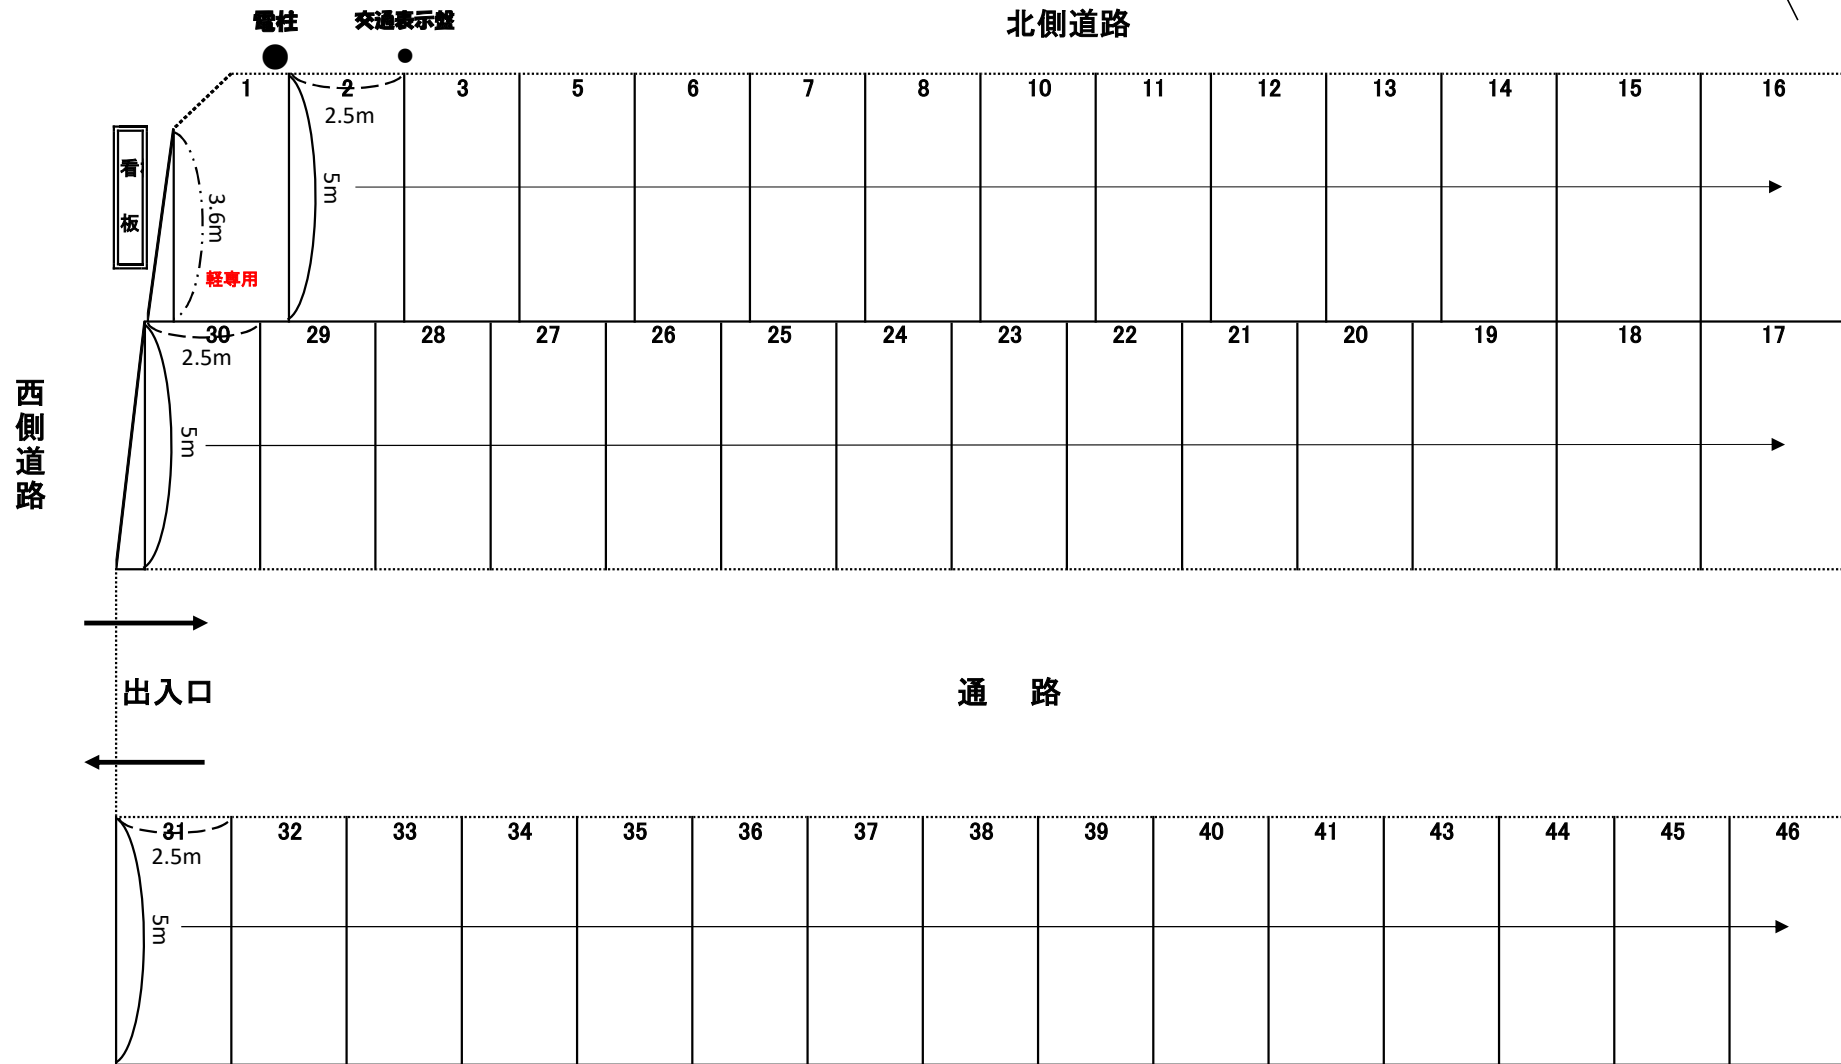 電柱 交通表示盤 北側道路
1 2 3 5 6 7 8 10 11 12 13 14 15 16
2.5m
5m
3.6m
看
板
軽専用
30 29 28 27 26 25 24 23 22 21 20 19 18 17
2.5m
5m
西側道路
出入口 通 路
31 32 33 34 35 36 37 38 39 40 41 43 44 45 46
2.5m
5m